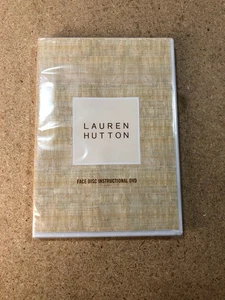 LAUREN
HUTTON
FACE DISC INSTRUCTIONAL DVD